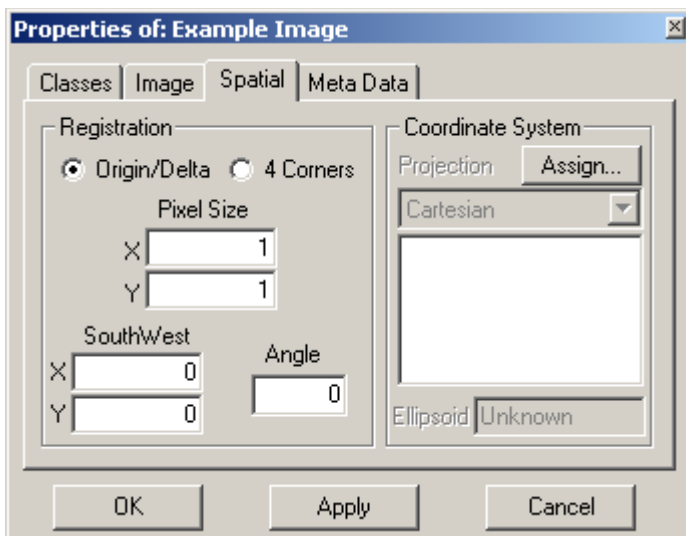 Properties of: Example Image
Classes Image Spatial Meta Data
Registration
Origin/Delta 4 Corners
Pixel Size
X 1
Y 1
SouthWest
X 0
Y 0
Angle
0
Coordinate System
Projection Assign...
Cartesian
Ellipsoid Unknown
OK Apply Cancel